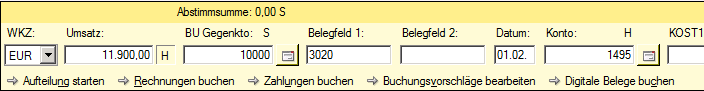 Abstimmsumme: 0,00 S
WKZ: Umsatz: BU Gegenkto: S Belegfeld 1: Belegfeld 2: Datum: Konto: H KOST1
EUR 11.900,00 H 10000 3020 01.02. 1495
Aufteilung starten Rechnungen buchen Zahlungen buchen Buchungsvorschläge bearbeiten Digitale Belege buchen